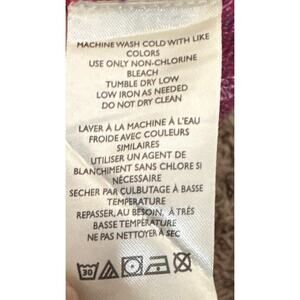 MACHINE WASH COLD WITH LIKE
COLORS
USE ONLY NON-CHLORINE
BLEACH
TUMBLE DRY LOW
LOW IRON AS NEEDED
DO NOT DRY CLEAN
LAVER À LA MACHINE À L'EAU
FROIDE AVEC COULEURS
SIMILAIRES
UTILISER UN AGENT DE
BLANCHIMENT SANS CHLORE SI
NÉCESSAIRE
SECHER PAR CULBUTAGE À BASSE
TEMPÉRATURE
REPASSER, AU BESOIN, À TRÈS
BASSE TEMPÉRATURE
NE PAS NETTOYER À SEC
30